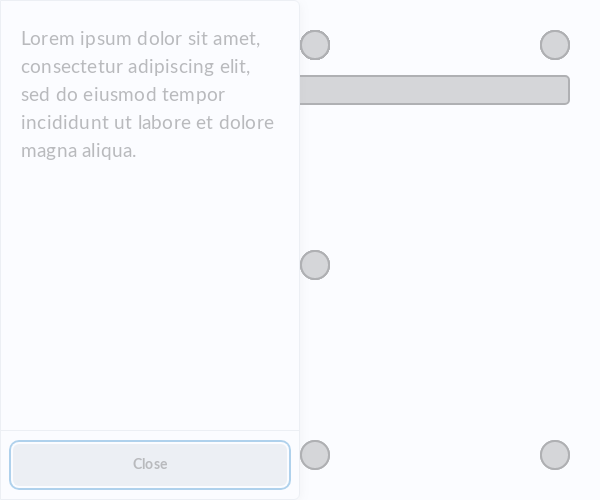 Lorem ipsum dolor sit amet,
consectetur adipiscing elit,
sed do eiusmod tempor
incididunt ut labore et dolore
magna aliqua.
Close